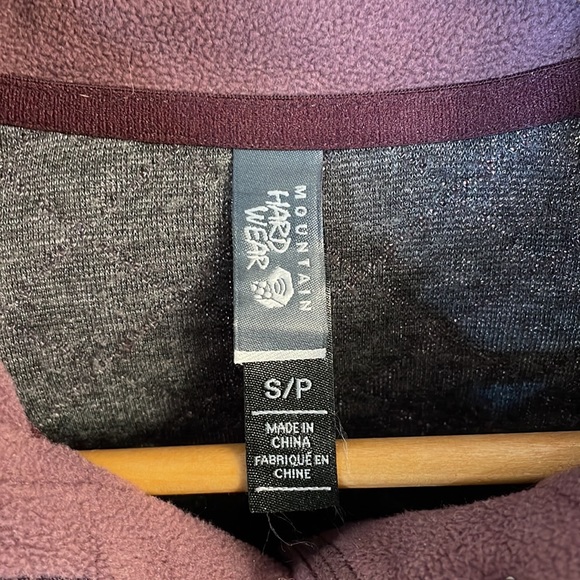 MOUNTAIN
HARD
WEAR
S/P
MADE IN
CHINA
FABRIQUÉ EN
CHINE